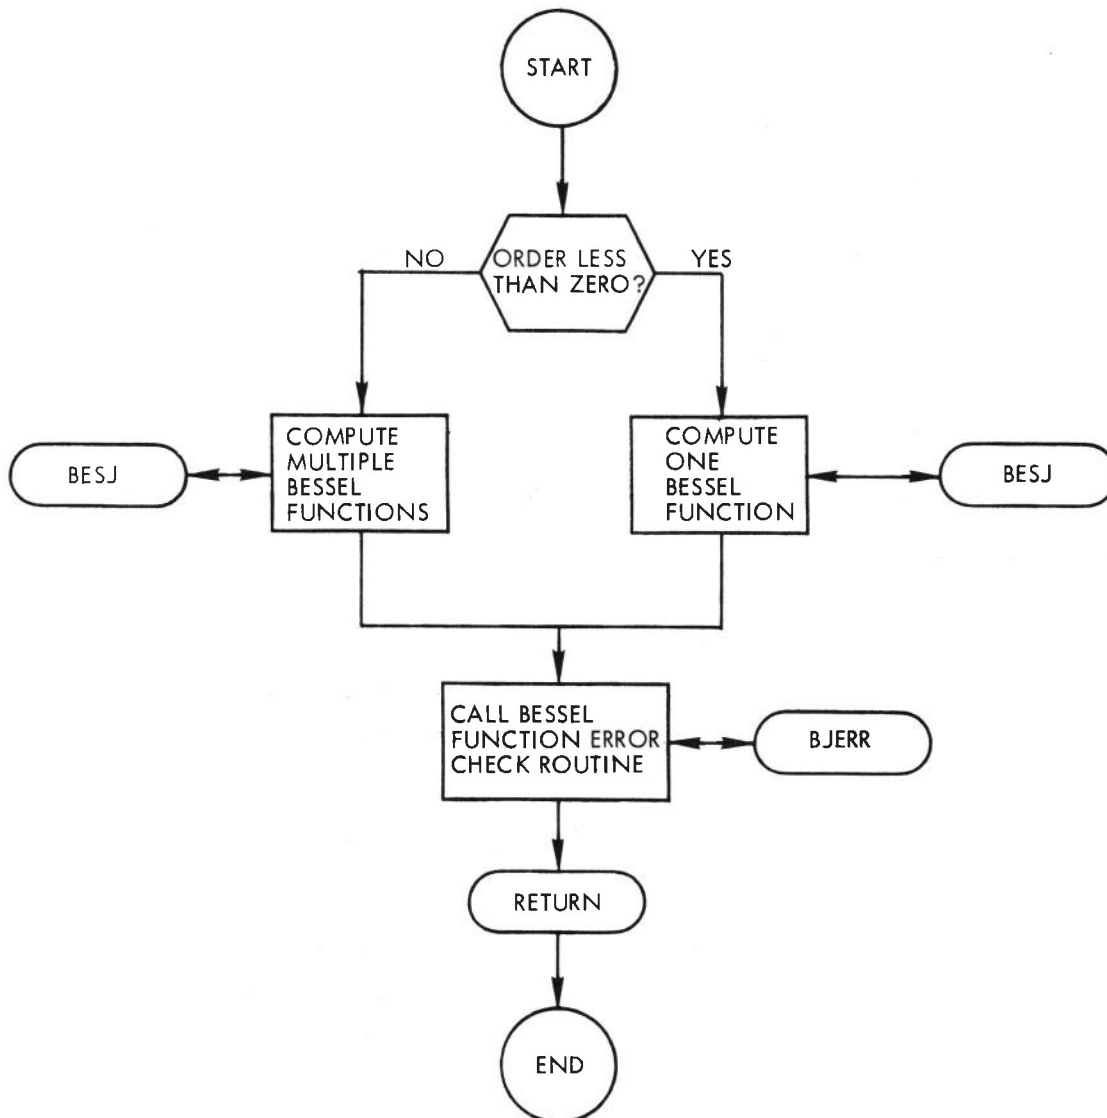 START
NO
ORDER LESS
THAN ZERO?
YES
COMPUTE
MULTIPLE
BESSEL
FUNCTIONS
BESJ
COMPUTE
ONE
BESSEL
FUNCTION
BESJ
CALL BESSEL
FUNCTION ERROR
CHECK ROUTINE
BJERR
RETURN
END